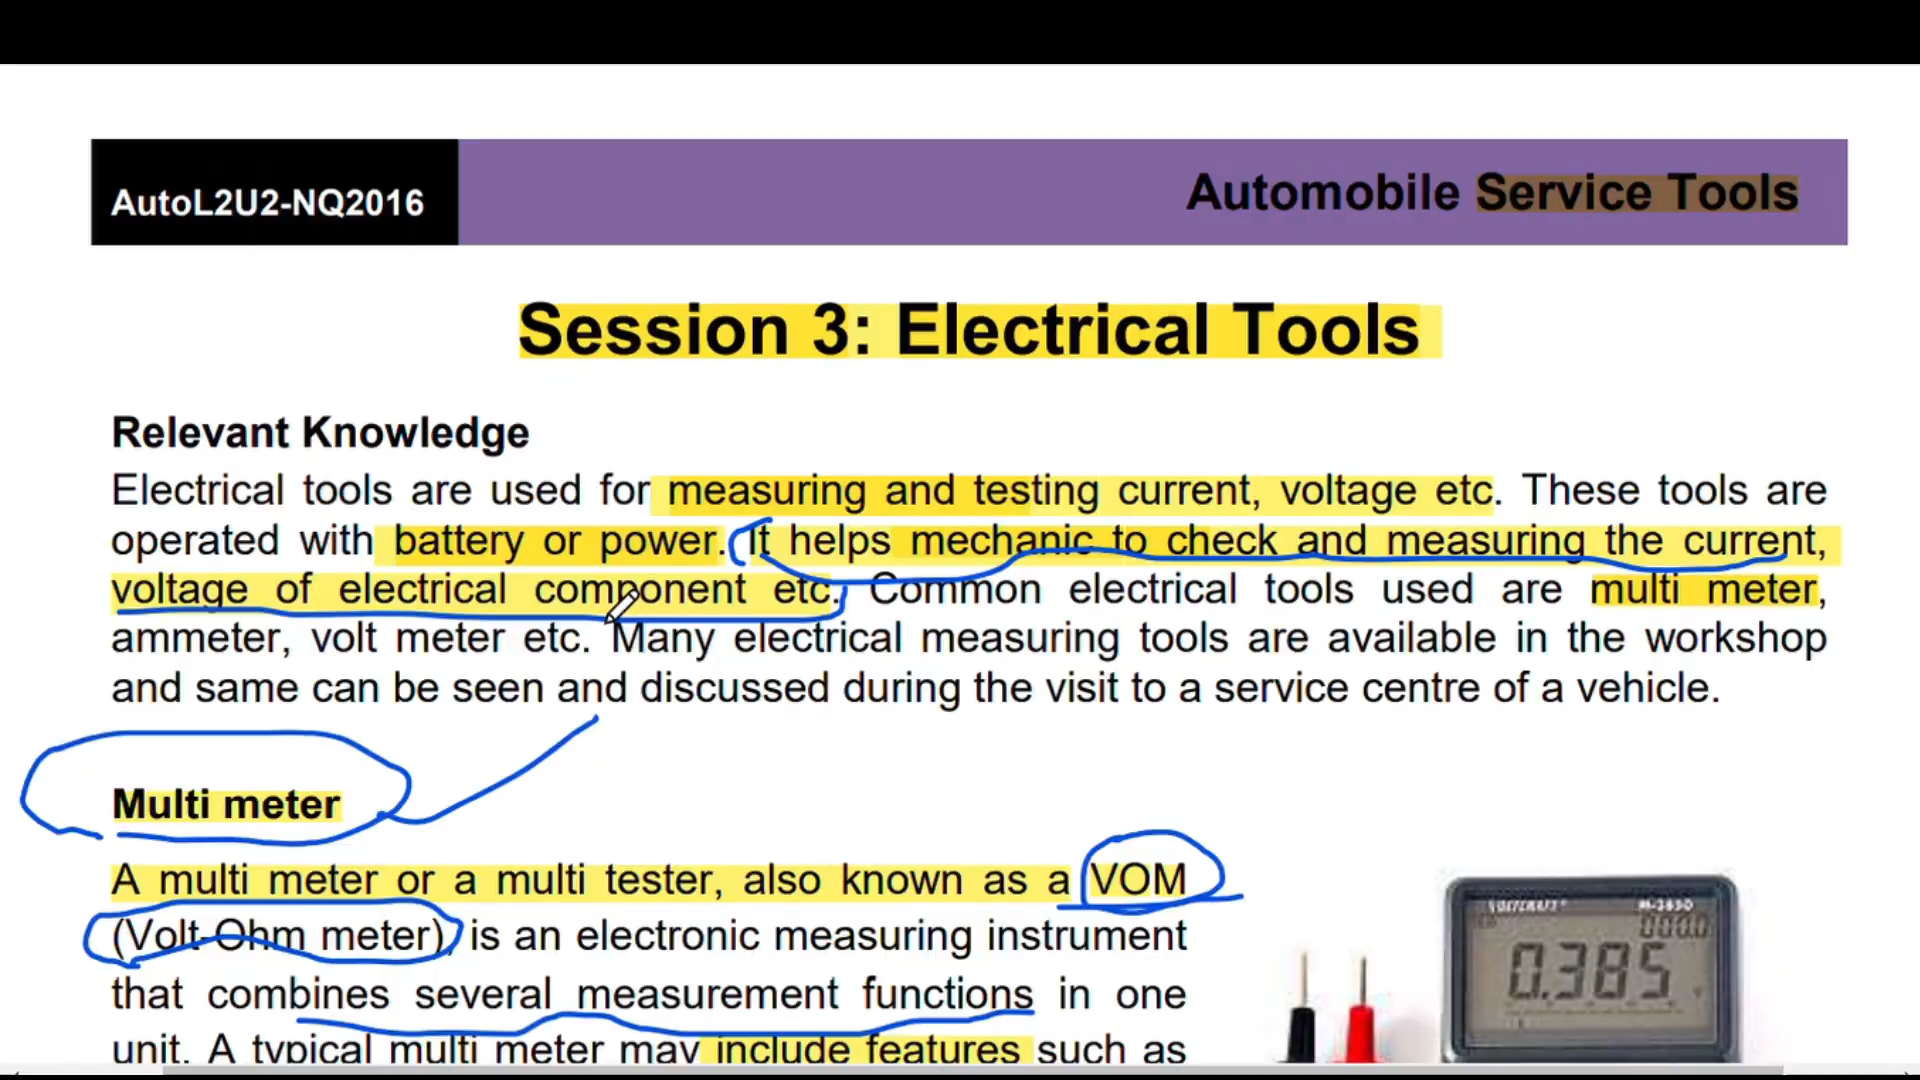 AutoL2U2-NQ2016
Automobile Service Tools
Session 3: Electrical Tools
Relevant Knowledge
Electrical tools are used for measuring and testing current, voltage etc. These tools are
operated with battery or power. It helps mechanic to check and measuring the current,
voltage of electrical component etc. Common electrical tools used are multi meter,
ammeter, volt meter etc. Many electrical measuring tools are available in the workshop
and same can be seen and discussed during the visit to a service centre of a vehicle.
Multi meter
A multi meter or a multi tester, also known as a VOM
(Volt-Ohm meter), is an electronic measuring instrument
that combines several measurement functions in one
unit. A typical multi meter may include features such as
VOLTCRAFT M-3850
0.385